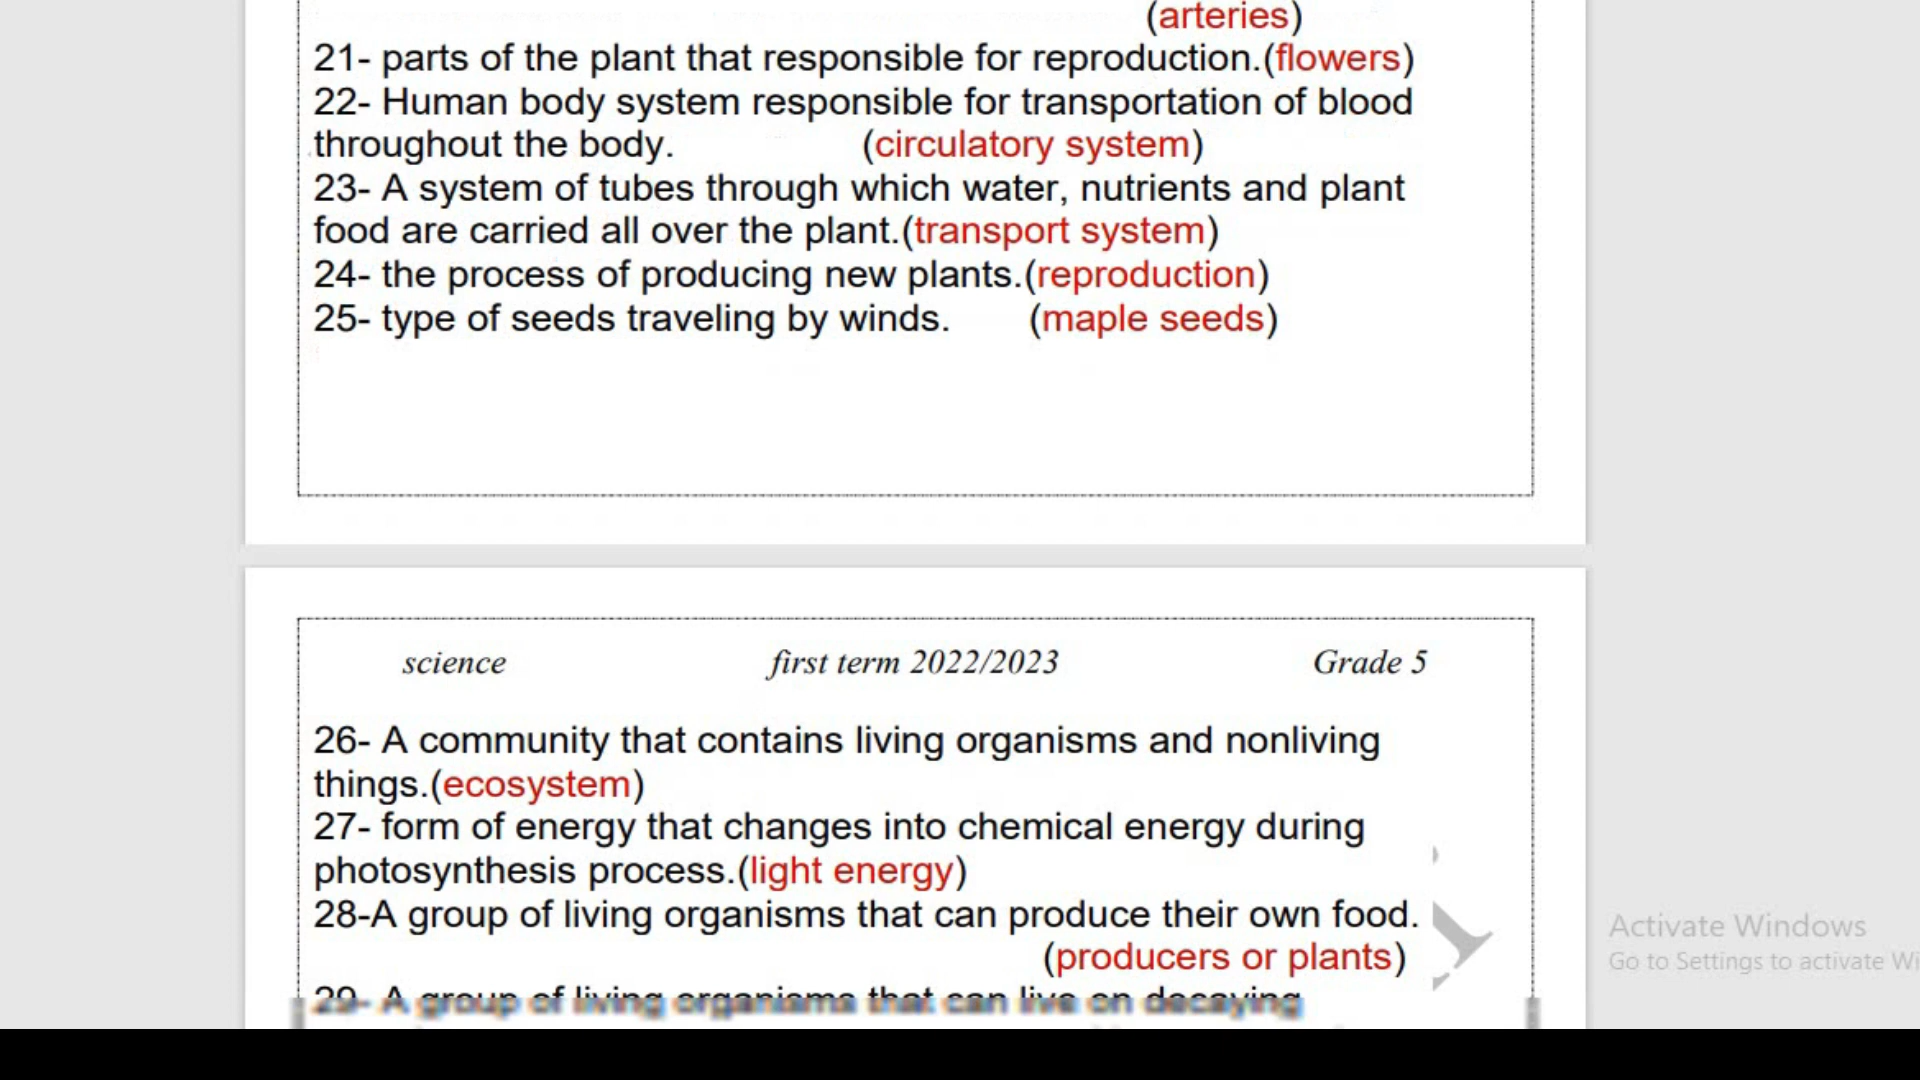 (arteries)
21- parts of the plant that responsible for reproduction.(flowers)
22- Human body system responsible for transportation of blood
throughout the body. (circulatory system)
23- A system of tubes through which water, nutrients and plant
food are carried all over the plant.(transport system)
24- the process of producing new plants.(reproduction)
25- type of seeds traveling by winds. (maple seeds)
science first term 2022/2023 Grade 5
26- A community that contains living organisms and nonliving
things.(ecosystem)
27- form of energy that changes into chemical energy during
photosynthesis process.(light energy)
28-A group of living organisms that can produce their own food.
(producers or plants)
29- A group of living organisms that can live on decaying
Activate Windows
Go to Settings to activate Wi